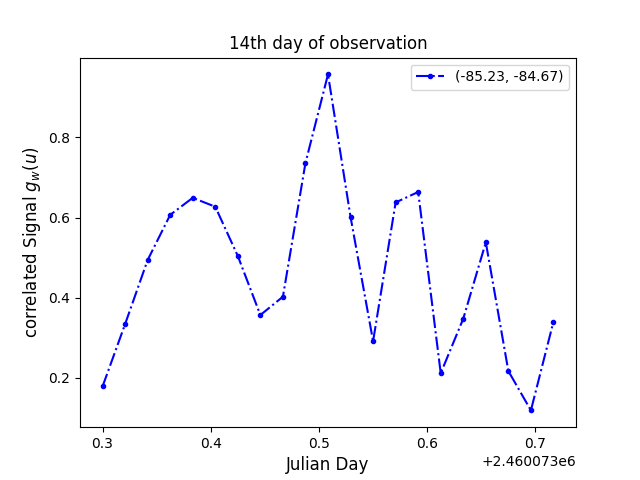 14th day of observation
(-85.23, -84.67)
correlated Signal $g_w(u)$
0.8
0.6
0.4
0.2
0.3 0.4 0.5 0.6 0.7
Julian Day
+2.460073e6